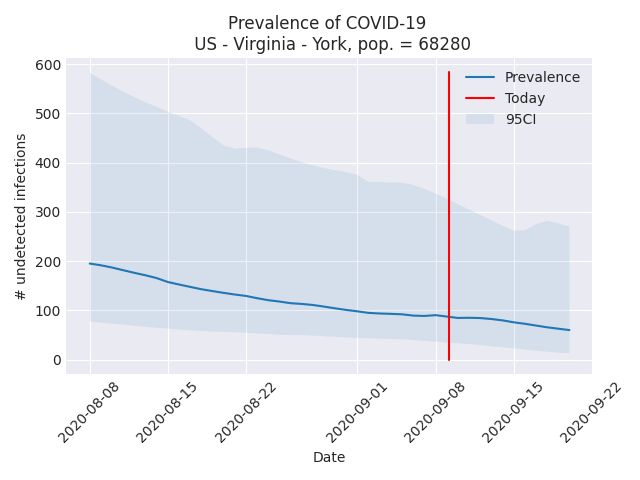 Prevalence of COVID-19
US - Virginia - York, pop. = 68280
Prevalence
Today
95CI
600
500
400
300
200
100
0
# undetected infections
2020-08-08
2020-08-15
2020-08-22
2020-09-01
2020-09-08
2020-09-15
2020-09-22
Date